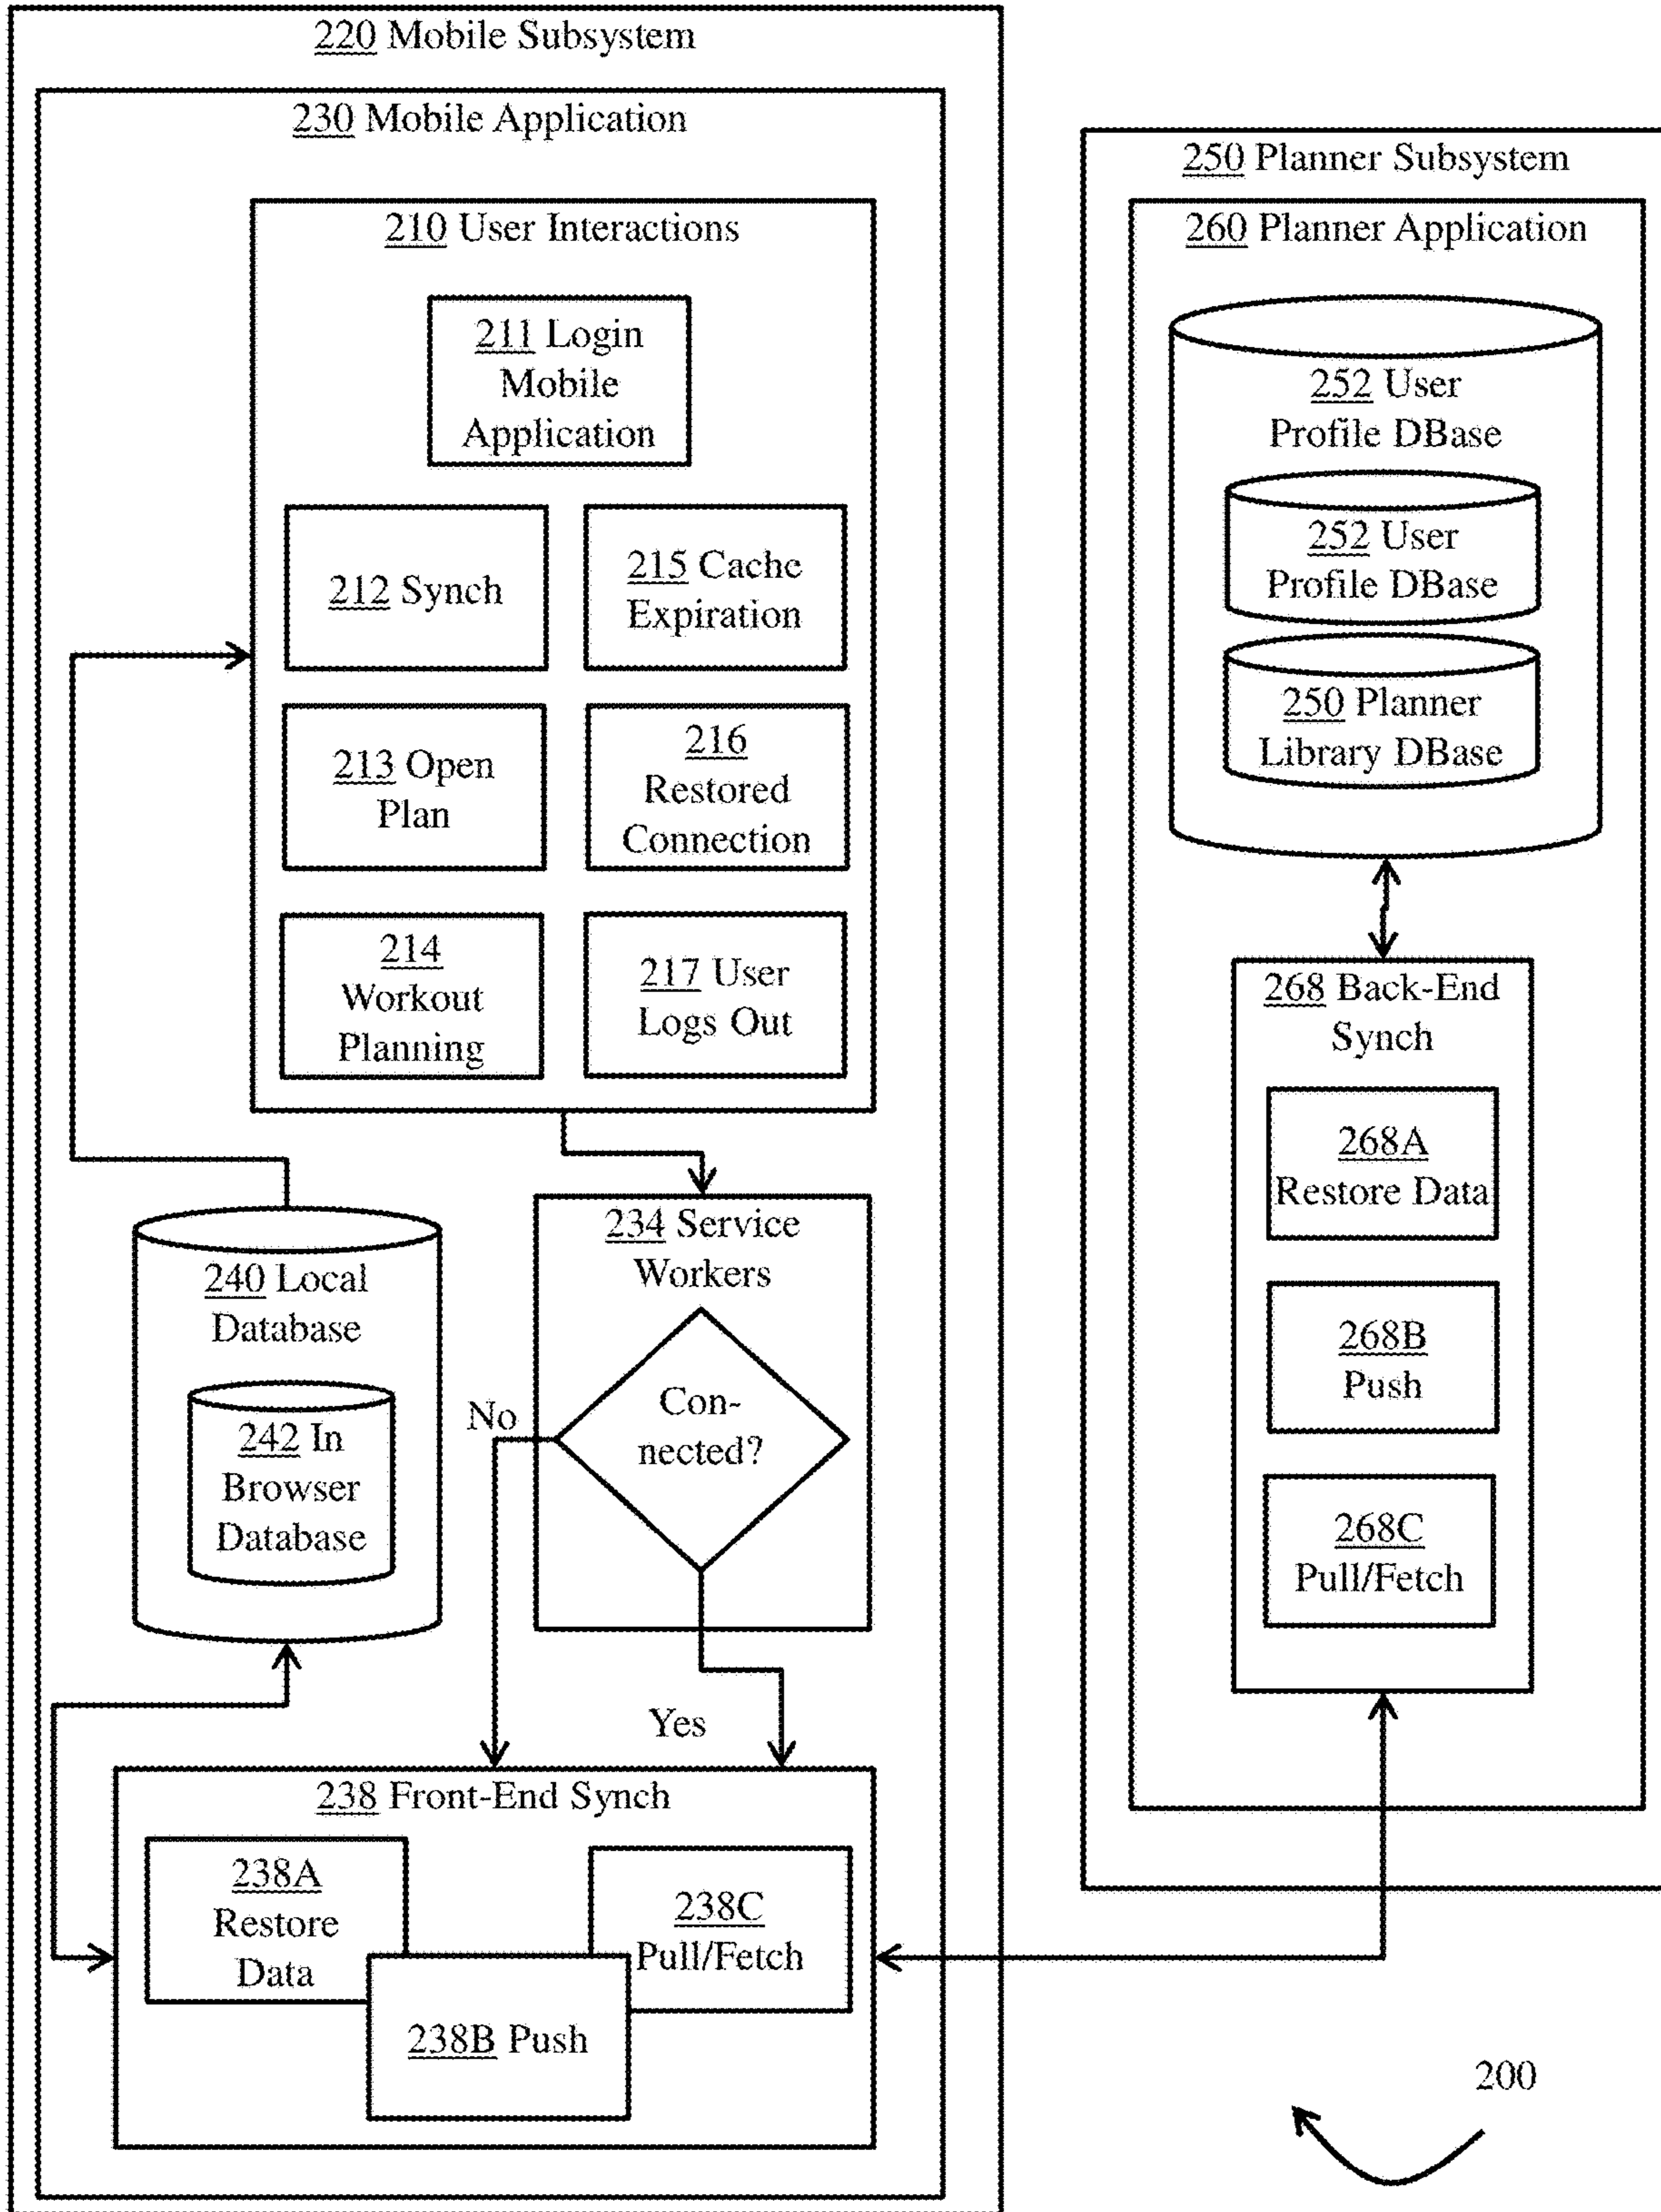 220 Mobile Subsystem
230 Mobile Application
210 User Interactions
211 Login
Mobile
Application
212 Synch
215 Cache
Expiration
213 Open
Plan
216
Restored
Connection
214
Workout
Planning
217 User
Logs Out
240 Local
Database
242 In
Browser
Database
234 Service
Workers
Con-
nected?
No
Yes
238 Front-End Synch
238A
Restore
Data
238B Push
238C
Pull/Fetch
250 Planner Subsystem
260 Planner Application
252 User
Profile DBase
252 User
Profile DBase
250 Planner
Library DBase
268 Back-End
Synch
268A
Restore Data
268B
Push
268C
Pull/Fetch
200